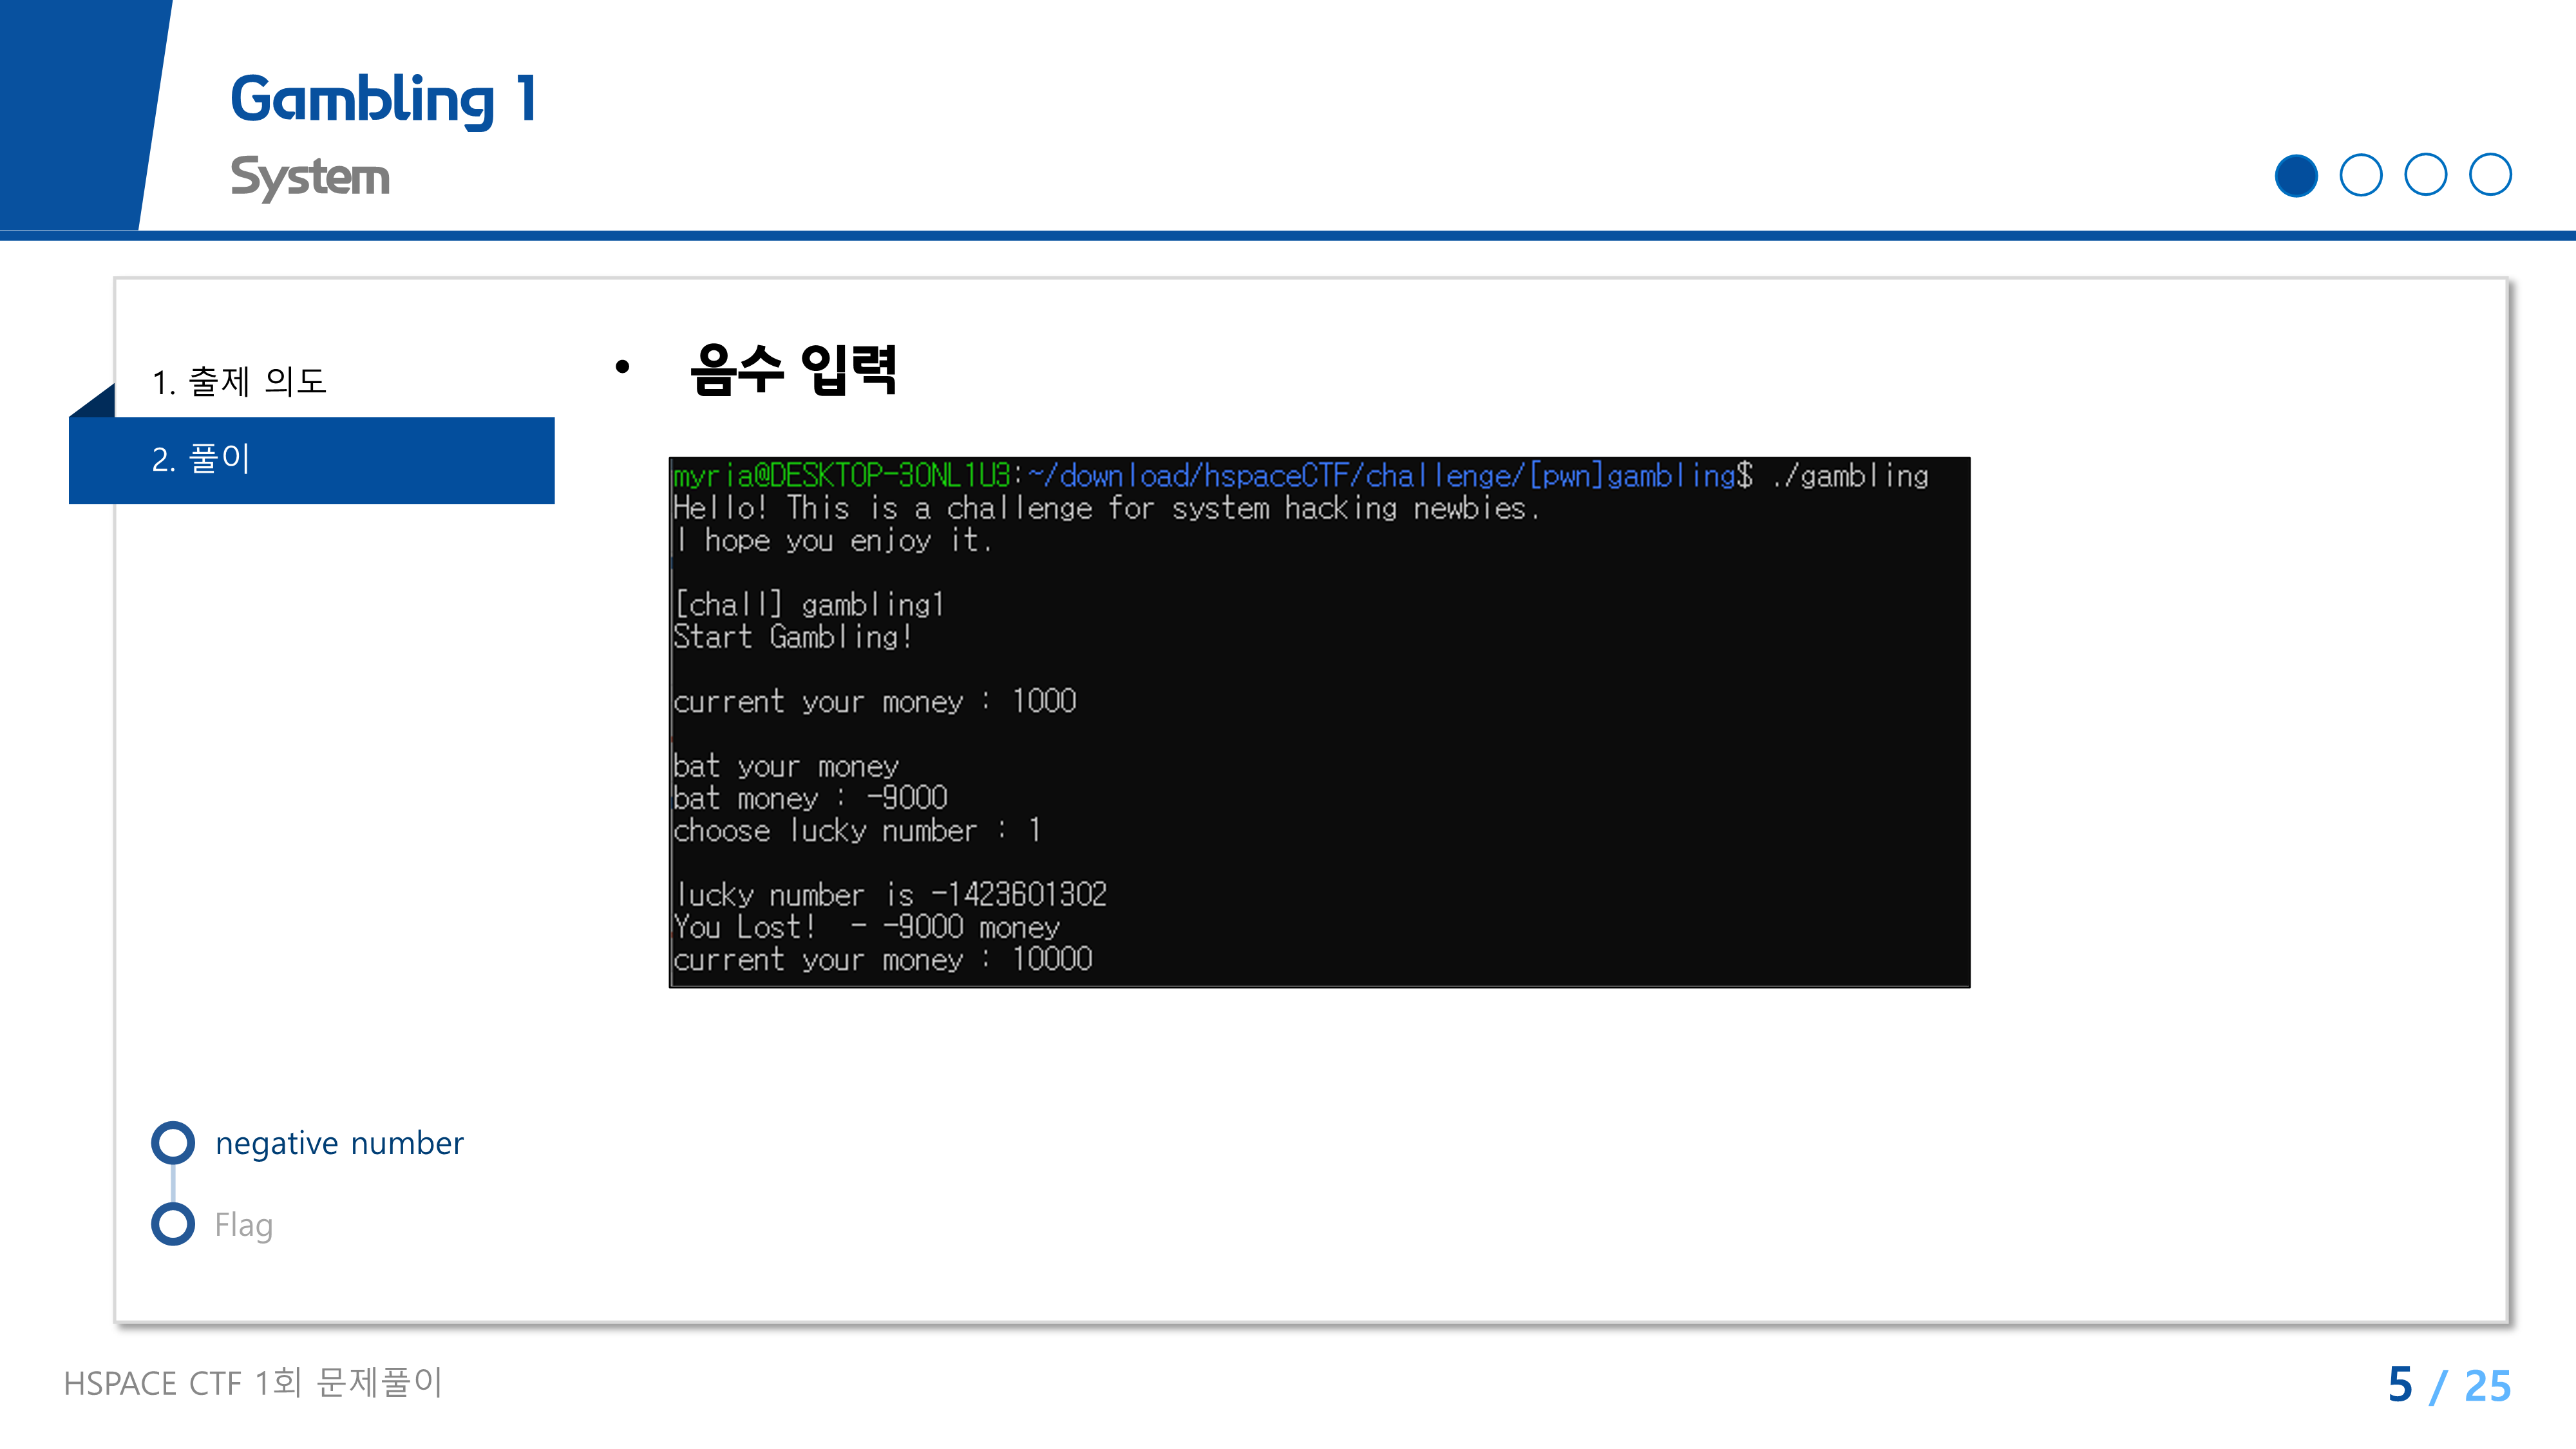 Gambling 1
System
1. 출제 의도
2. 풀이
• 음수 입력
myria@DESKTOP-3ONL1U3:~/download/hspaceCTF/challenge/[pwn]gambling$ ./gambling
Hello! This is a challenge for system hacking newbies.
I hope you enjoy it.
[chall] gambling1
Start Gambling!
current your money : 1000
bat your money
bat money : -9000
choose lucky number : 1
lucky number is -1423601302
You Lost!  - -9000 money
current your money : 10000
negative number
Flag
HSPACE CTF 1회 문제풀이
5 / 25